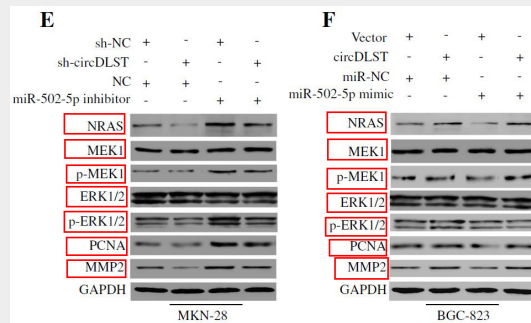 E
sh-NC + - + -
sh-circDLST - + - +
NC + + - -
miR-502-5p inhibitor - - + +
NRAS
MEK1
p-MEK1
ERK1/2
p-ERK1/2
PCNA
MMP2
GAPDH
MKN-28
F
Vector + - + -
circDLST - + - +
miR-NC + + - -
miR-502-5p mimic - - + +
NRAS
MEK1
p-MEK1
ERK1/2
p-ERK1/2
PCNA
MMP2
GAPDH
BGC-823